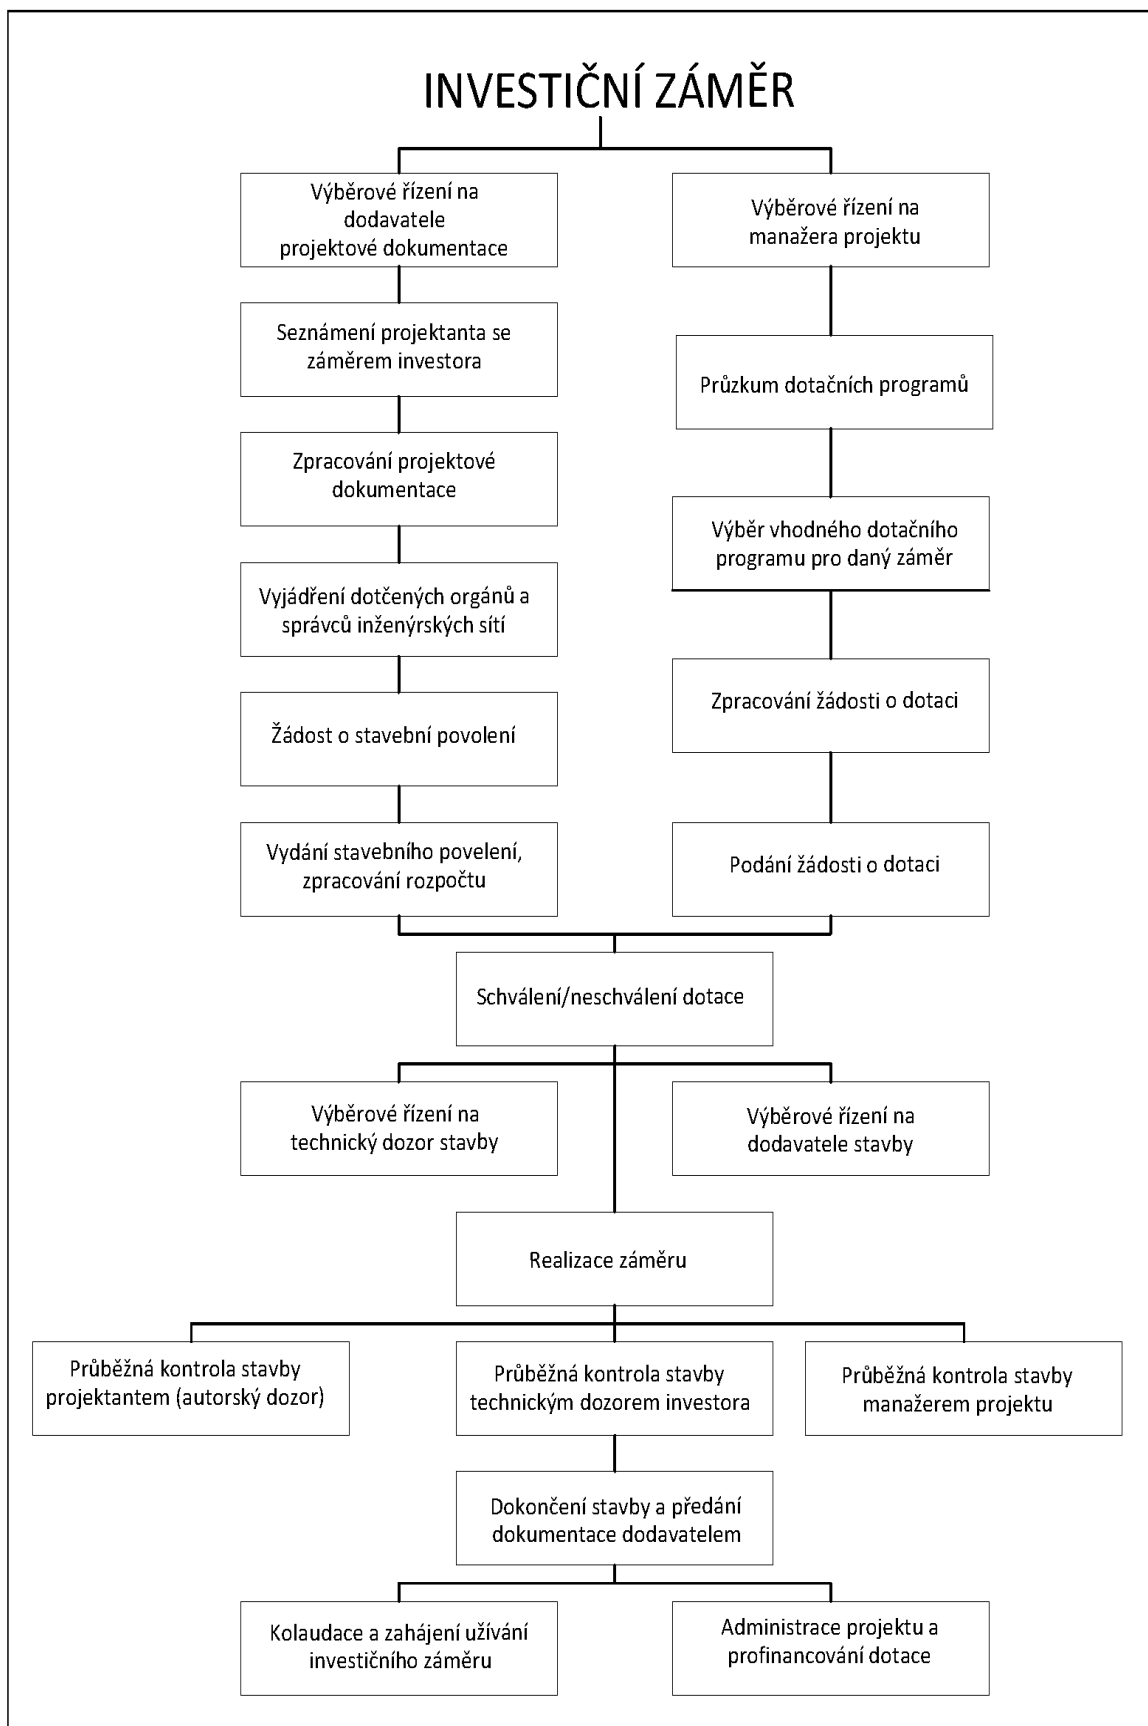 INVESTIČNÍ ZÁMĚR
Výběrové řízení na
dodavatele
projektové dokumentace
Výběrové řízení na
manažera projektu
Seznámení projektanta se
záměrem investora
Průzkum dotačních programů
Zpracování projektové
dokumentace
Výběr vhodného dotačního
programu pro daný záměr
Vyjádření dotčených orgánů a
správců inženýrských sítí
Zpracování žádosti o dotaci
Žádost o stavební povolení
Vydání stavebního povelení,
zpracování rozpočtu
Podání žádosti o dotaci
Schválení/neschválení dotace
Výběrové řízení na
technický dozor stavby
Výběrové řízení na
dodavatele stavby
Realizace záměru
Průběžná kontrola stavby
projektantem (autorský dozor)
Průběžná kontrola stavby
technickým dozorem investora
Průběžná kontrola stavby
manažerem projektu
Dokončení stavby a předání
dokumentace dodavatelem
Kolaudace a zahájení užívání
investičního záměru
Administrace projektu a
profinancování dotace